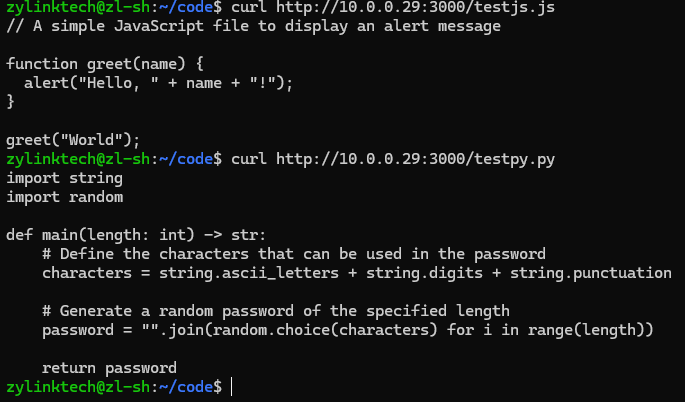 zylinktech@zl-sh:~/code$ curl http://10.0.0.29:3000/testjs.js
// A simple JavaScript file to display an alert message

function greet(name) {
  alert("Hello, " + name + "!");
}

greet("World");
zylinktech@zl-sh:~/code$ curl http://10.0.0.29:3000/testpy.py
import string
import random

def main(length: int) -> str:
    # Define the characters that can be used in the password
    characters = string.ascii_letters + string.digits + string.punctuation

    # Generate a random password of the specified length
    password = "".join(random.choice(characters) for i in range(length))

    return password
zylinktech@zl-sh:~/code$